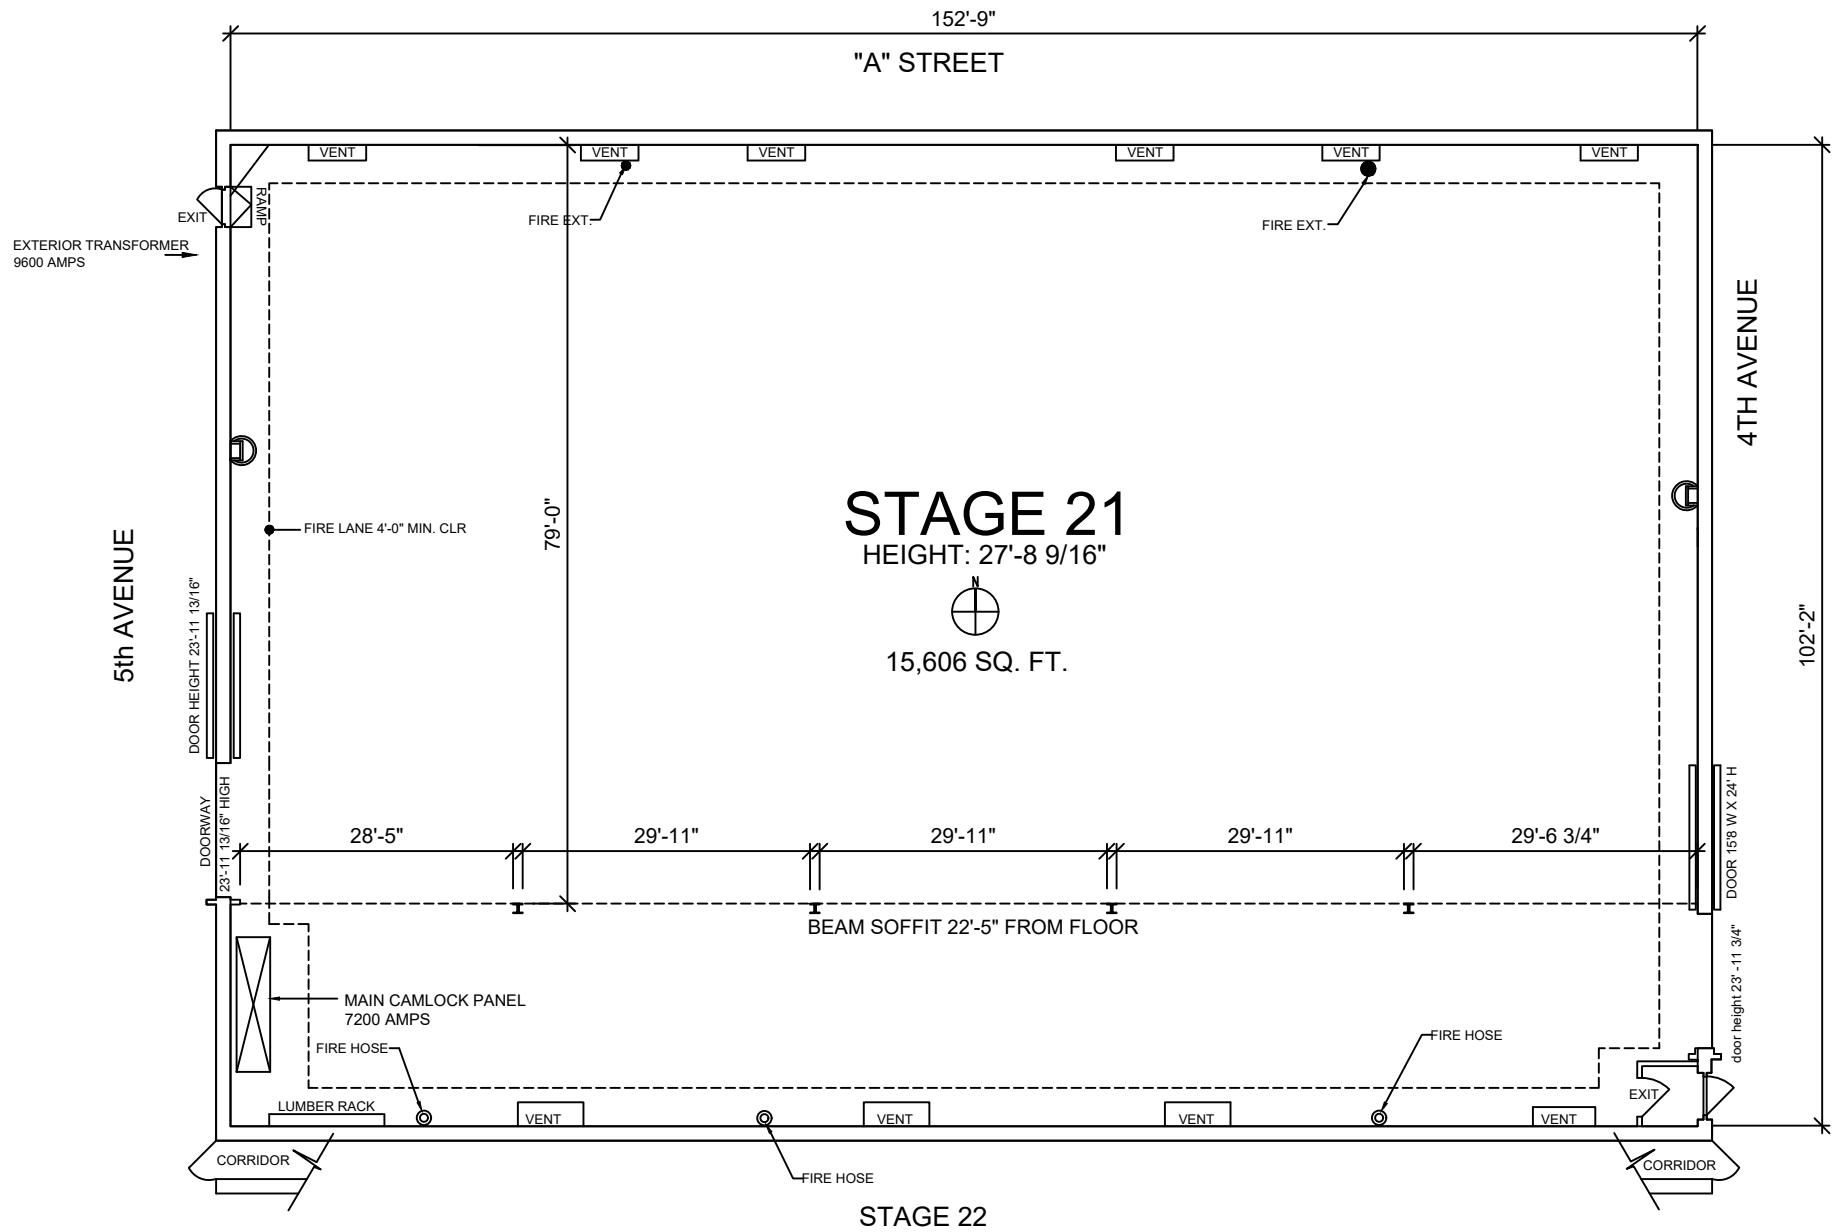 152'-9"
"A" STREET
VENT
VENT
VENT
VENT
VENT
VENT
RAMP
EXIT
FIRE EXT.
FIRE EXT.
EXTERIOR TRANSFORMER
9600 AMPS
4TH AVENUE
STAGE 21
HEIGHT: 27'-8 9/16"
N
15,606 SQ. FT.
79'-0"
FIRE LANE 4'-0" MIN. CLR
5th AVENUE
DOOR HEIGHT 23'-11 13/16"
102'-2"
DOORWAY
23'-11 13/16" HIGH
28'-5"
29'-11"
29'-11"
29'-11"
29'-6 3/4"
DOOR 15'8 W X 24' H
BEAM SOFFIT 22'-5" FROM FLOOR
door height 23' -11 3/4"
MAIN CAMLOCK PANEL
7200 AMPS
FIRE HOSE
FIRE HOSE
EXIT
LUMBER RACK
VENT
VENT
VENT
VENT
CORRIDOR
CORRIDOR
FIRE HOSE
STAGE 22